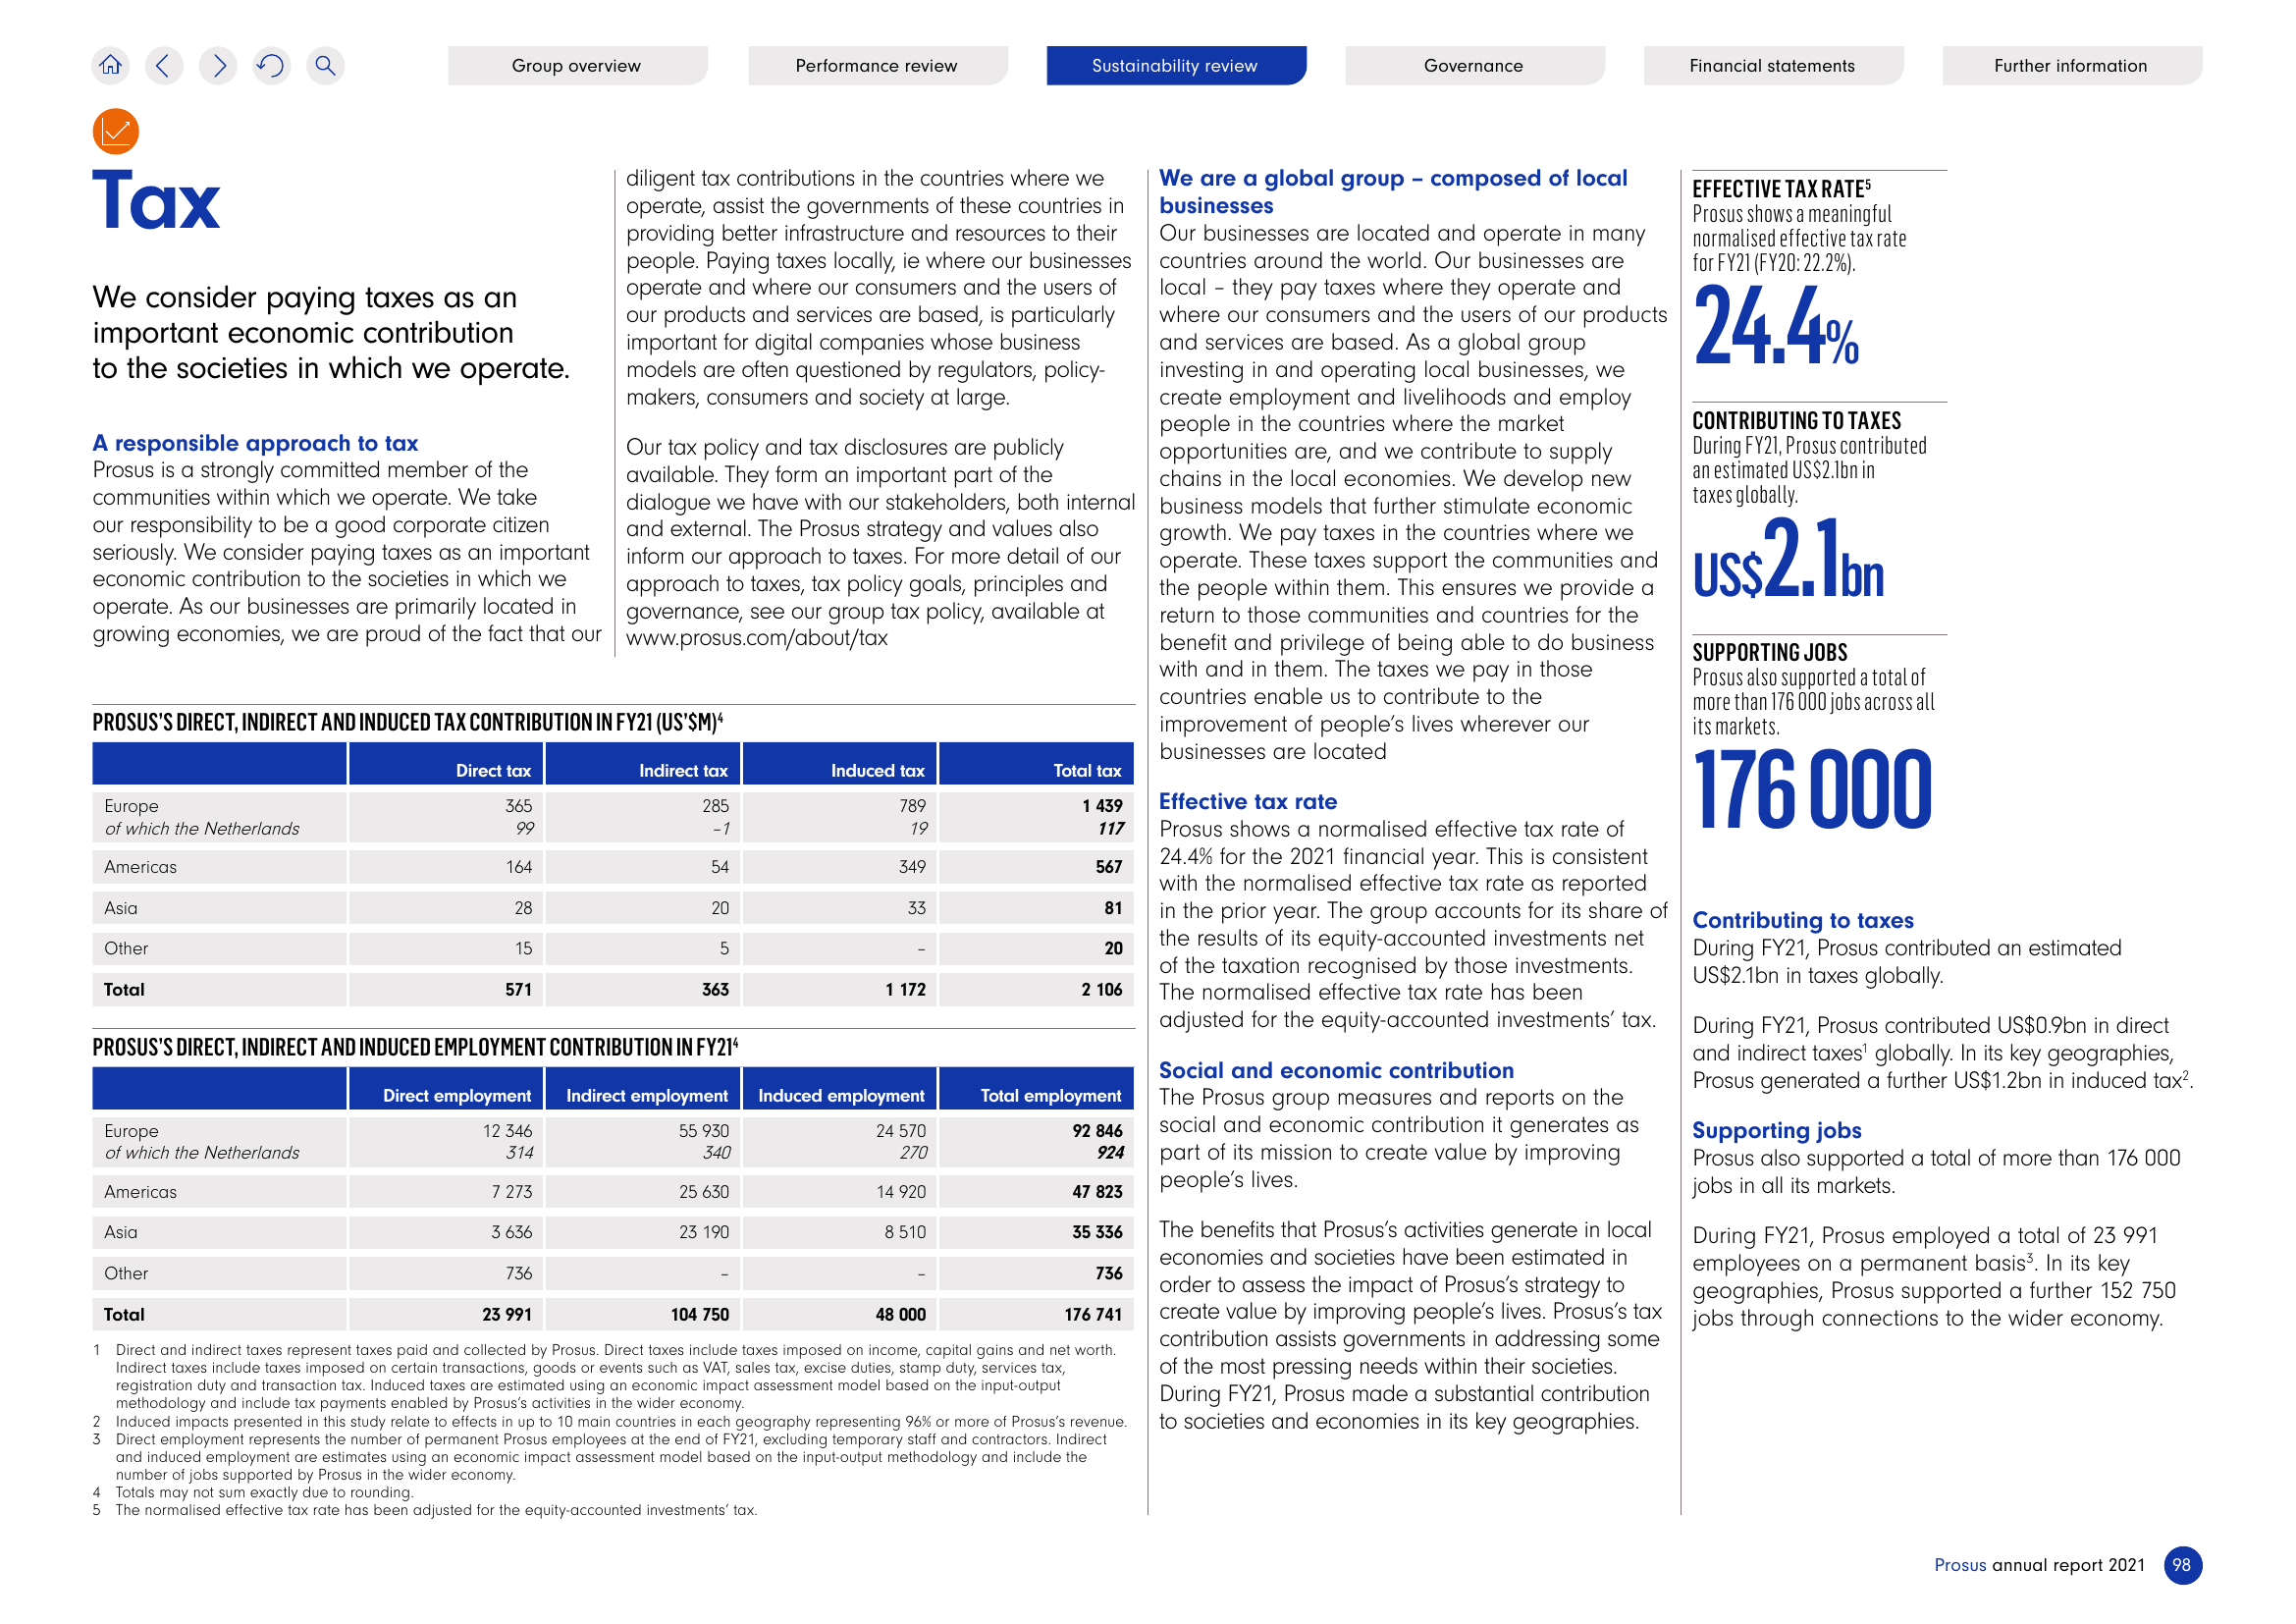 Group overview
Performance review
Sustainability review
Governance
Financial statements
Further information
Tax
We consider paying taxes as an
important economic contribution
to the societies in which we operate.
A responsible approach to tax
Prosus is a strongly committed member of the
communities within which we operate. We take
our responsibility to be a good corporate citizen
seriously. We consider paying taxes as an important
economic contribution to the societies in which we
operate. As our businesses are primarily located in
growing economies, we are proud of the fact that our
diligent tax contributions in the countries where we
operate, assist the governments of these countries in
providing better infrastructure and resources to their
people. Paying taxes locally, ie where our businesses
operate and where our consumers and the users of
our products and services are based, is particularly
important for digital companies whose business
models are often questioned by regulators, policy-
makers, consumers and society at large.
Our tax policy and tax disclosures are publicly
available. They form an important part of the
dialogue we have with our stakeholders, both internal
and external. The Prosus strategy and values also
inform our approach to taxes. For more detail of our
approach to taxes, tax policy goals, principles and
governance, see our group tax policy, available at
www.prosus.com/about/tax
PROSUS'S DIRECT, INDIRECT AND INDUCED TAX CONTRIBUTION IN FY21 (US'$M)⁴
Direct tax Indirect tax Induced tax Total tax
Europe 365 285 789 1 439
of which the Netherlands 99 –1 19 117
Americas 164 54 349 567
Asia 28 20 33 81
Other 15 5 – 20
Total 571 363 1 172 2 106
PROSUS'S DIRECT, INDIRECT AND INDUCED EMPLOYMENT CONTRIBUTION IN FY21⁴
Direct employment Indirect employment Induced employment Total employment
Europe 12 346 55 930 24 570 92 846
of which the Netherlands 314 340 270 924
Americas 7 273 25 630 14 920 47 823
Asia 3 636 23 190 8 510 35 336
Other 736 – – 736
Total 23 991 104 750 48 000 176 741
1 Direct and indirect taxes represent taxes paid and collected by Prosus. Direct taxes include taxes imposed on income, capital gains and net worth.
Indirect taxes include taxes imposed on certain transactions, goods or events such as VAT, sales tax, excise duties, stamp duty, services tax,
registration duty and transaction tax. Induced taxes are estimated using an economic impact assessment model based on the input-output
methodology and include tax payments enabled by Prosus's activities in the wider economy.
2 Induced impacts presented in this study relate to effects in up to 10 main countries in each geography representing 96% or more of Prosus's revenue.
3 Direct employment represents the number of permanent Prosus employees at the end of FY21, excluding temporary staff and contractors. Indirect
and induced employment are estimates using an economic impact assessment model based on the input-output methodology and include the
number of jobs supported by Prosus in the wider economy.
4 Totals may not sum exactly due to rounding.
5 The normalised effective tax rate has been adjusted for the equity-accounted investments' tax.
We are a global group – composed of local
businesses
Our businesses are located and operate in many
countries around the world. Our businesses are
local – they pay taxes where they operate and
where our consumers and the users of our products
and services are based. As a global group
investing in and operating local businesses, we
create employment and livelihoods and employ
people in the countries where the market
opportunities are, and we contribute to supply
chains in the local economies. We develop new
business models that further stimulate economic
growth. We pay taxes in the countries where we
operate. These taxes support the communities and
the people within them. This ensures we provide a
return to those communities and countries for the
benefit and privilege of being able to do business
with and in them. The taxes we pay in those
countries enable us to contribute to the
improvement of people's lives wherever our
businesses are located
Effective tax rate
Prosus shows a normalised effective tax rate of
24.4% for the 2021 financial year. This is consistent
with the normalised effective tax rate as reported
in the prior year. The group accounts for its share of
the results of its equity-accounted investments net
of the taxation recognised by those investments.
The normalised effective tax rate has been
adjusted for the equity-accounted investments' tax.
Social and economic contribution
The Prosus group measures and reports on the
social and economic contribution it generates as
part of its mission to create value by improving
people's lives.
The benefits that Prosus's activities generate in local
economies and societies have been estimated in
order to assess the impact of Prosus's strategy to
create value by improving people's lives. Prosus's tax
contribution assists governments in addressing some
of the most pressing needs within their societies.
During FY21, Prosus made a substantial contribution
to societies and economies in its key geographies.
EFFECTIVE TAX RATE⁵
Prosus shows a meaningful
normalised effective tax rate
for FY21 (FY20: 22.2%).
24.4%
CONTRIBUTING TO TAXES
During FY21, Prosus contributed
an estimated US$2.1bn in
taxes globally.
US$2.1bn
SUPPORTING JOBS
Prosus also supported a total of
more than 176 000 jobs across all
its markets.
176 000
Contributing to taxes
During FY21, Prosus contributed an estimated
US$2.1bn in taxes globally.
During FY21, Prosus contributed US$0.9bn in direct
and indirect taxes¹ globally. In its key geographies,
Prosus generated a further US$1.2bn in induced tax².
Supporting jobs
Prosus also supported a total of more than 176 000
jobs in all its markets.
During FY21, Prosus employed a total of 23 991
employees on a permanent basis³. In its key
geographies, Prosus supported a further 152 750
jobs through connections to the wider economy.
Prosus annual report 2021 98